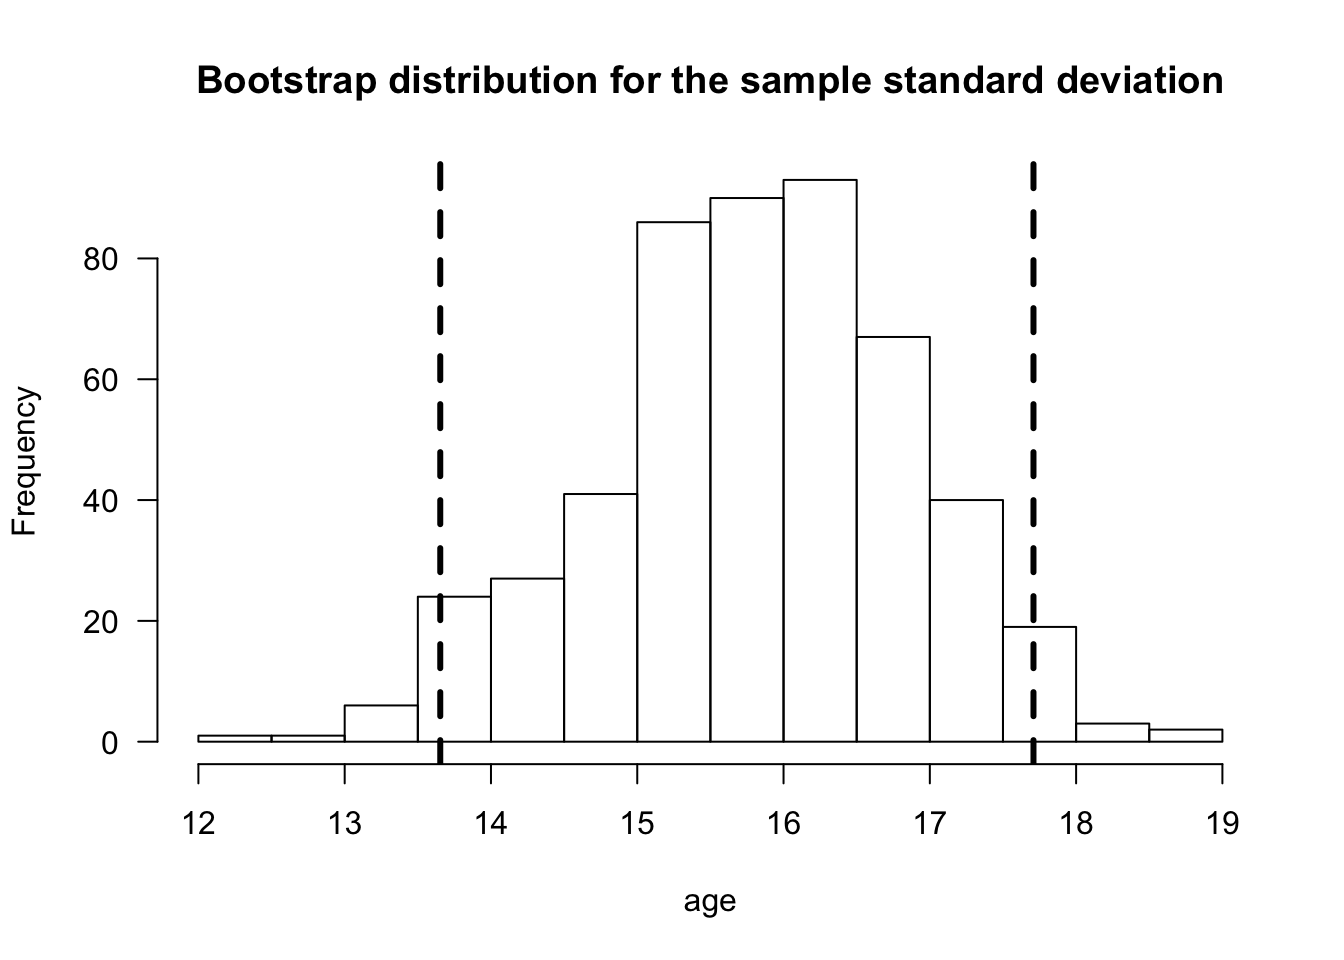 Bootstrap distribution for the sample standard deviation
Frequency
80
60
40
20
0
12 13 14 15 16 17 18 19
age